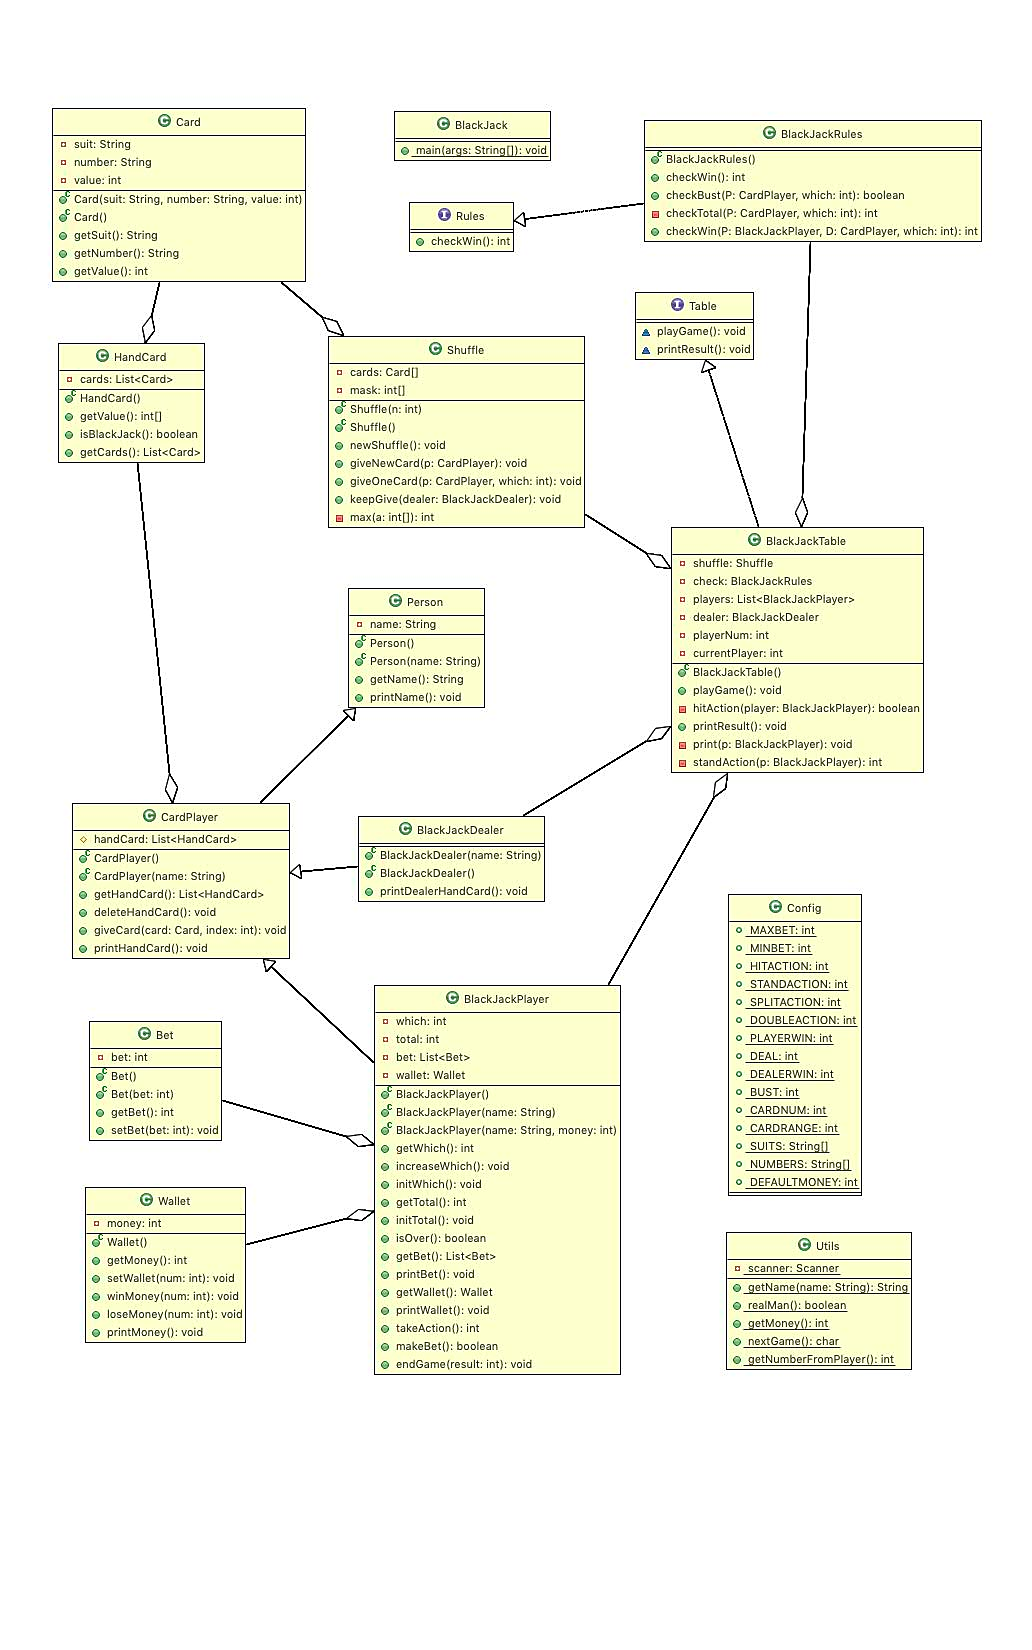 Card
suit: String
number: String
value: int
Card(suit: String, number: String, value: int)
Card()
getSuit(): String
getNumber(): String
getValue(): int
BlackJack
main(args: String[]): void
BlackJackRules
BlackJackRules()
checkWin(): int
checkBust(P: CardPlayer, which: int): boolean
checkTotal(P: CardPlayer, which: int): int
checkWin(P: BlackJackPlayer, D: CardPlayer, which: int): int
Rules
checkWin(): int
Table
playGame(): void
printResult(): void
HandCard
cards: List<Card>
HandCard()
getValue(): int[]
isBlackJack(): boolean
getCards(): List<Card>
Shuffle
cards: Card[]
mask: int[]
Shuffle(n: int)
Shuffle()
newShuffle(): void
giveNewCard(p: CardPlayer): void
giveOneCard(p: CardPlayer, which: int): void
keepGive(dealer: BlackJackDealer): void
max(a: int[]): int
BlackJackTable
shuffle: Shuffle
check: BlackJackRules
players: List<BlackJackPlayer>
dealer: BlackJackDealer
playerNum: int
currentPlayer: int
BlackJackTable()
playGame(): void
hitAction(player: BlackJackPlayer): boolean
printResult(): void
print(p: BlackJackPlayer): void
standAction(p: BlackJackPlayer): int
Person
name: String
Person()
Person(name: String)
getName(): String
printName(): void
CardPlayer
handCard: List<HandCard>
CardPlayer()
CardPlayer(name: String)
getHandCard(): List<HandCard>
deleteHandCard(): void
giveCard(card: Card, index: int): void
printHandCard(): void
BlackJackDealer
BlackJackDealer(name: String)
BlackJackDealer()
printDealerHandCard(): void
Config
MAXBET: int
MINBET: int
HITACTION: int
STANDACTION: int
SPLITACTION: int
DOUBLEACTION: int
PLAYERWIN: int
DEAL: int
DEALERWIN: int
BUST: int
CARDNUM: int
CARDRANGE: int
SUITS: String[]
NUMBERS: String[]
DEFAULTMONEY: int
BlackJackPlayer
which: int
total: int
bet: List<Bet>
wallet: Wallet
BlackJackPlayer()
BlackJackPlayer(name: String)
BlackJackPlayer(name: String, money: int)
getWhich(): int
increaseWhich(): void
initWhich(): void
getTotal(): int
initTotal(): void
isOver(): boolean
getBet(): List<Bet>
printBet(): void
getWallet(): Wallet
printWallet(): void
takeAction(): int
makeBet(): boolean
endGame(result: int): void
Bet
bet: int
Bet()
Bet(bet: int)
getBet(): int
setBet(bet: int): void
Wallet
money: int
Wallet()
getMoney(): int
setWallet(num: int): void
winMoney(num: int): void
loseMoney(num: int): void
printMoney(): void
Utils
scanner: Scanner
getName(name: String): String
realMan(): boolean
getMoney(): int
nextGame(): char
getNumberFromPlayer(): int